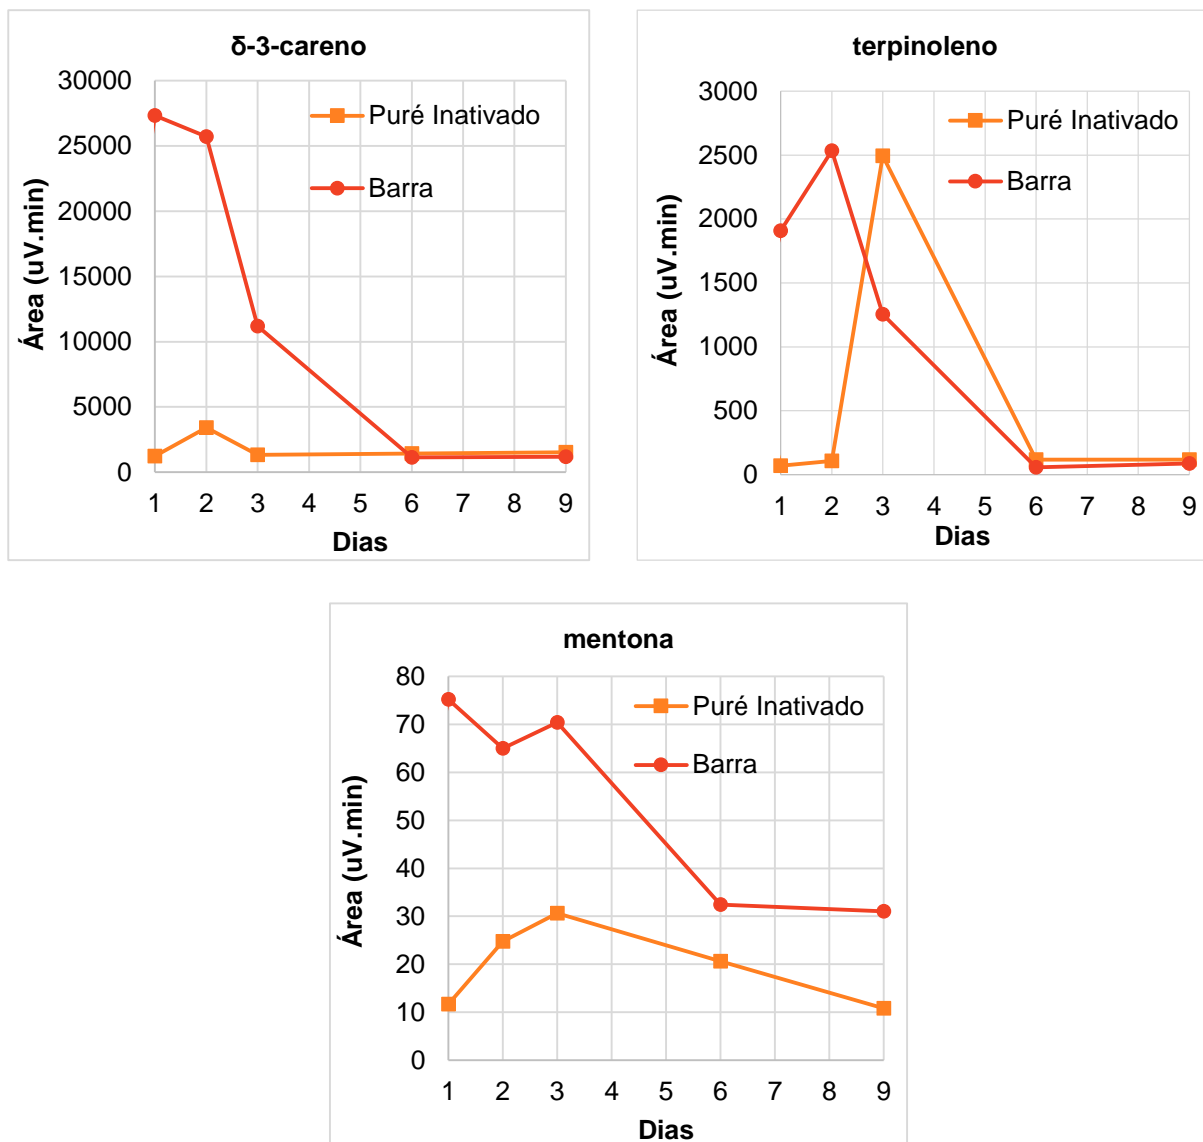 δ-3-careno
30000
25000
20000
15000
10000
5000
0
Área (uV.min)
Puré Inativado
Barra
1 2 3 4 5 6 7 8 9
Dias
terpinoleno
3000
2500
2000
1500
1000
500
0
Área (uV.min)
Puré Inativado
Barra
1 2 3 4 5 6 7 8 9
Dias
mentona
80
70
60
50
40
30
20
10
0
Área (uV.min)
Puré Inativado
Barra
1 2 3 4 5 6 7 8 9
Dias